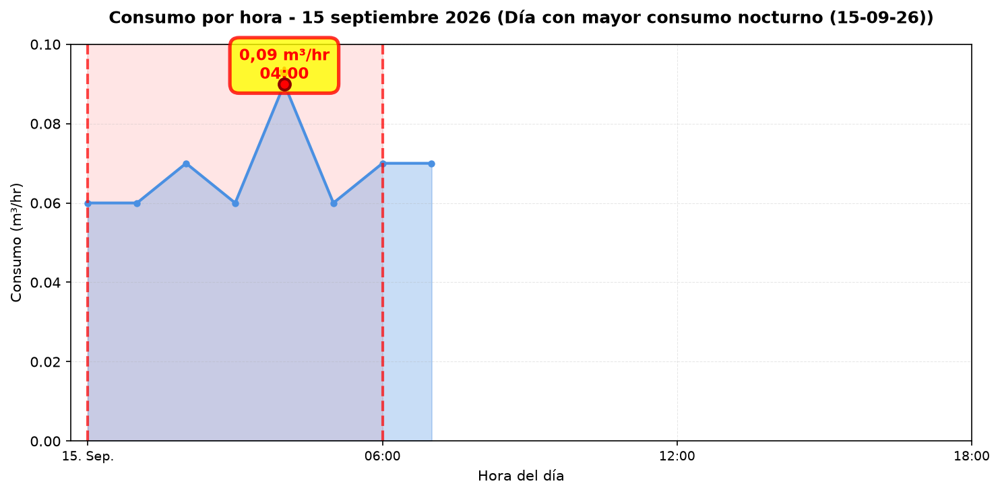 Consumo por hora - 15 septiembre 2026 (Día con mayor consumo nocturno (15-09-26))
0,09 m³/hr
04:00
Consumo (m³/hr)
0.10
0.08
0.06
0.04
0.02
0.00
15. Sep.
06:00
12:00
18:00
Hora del día